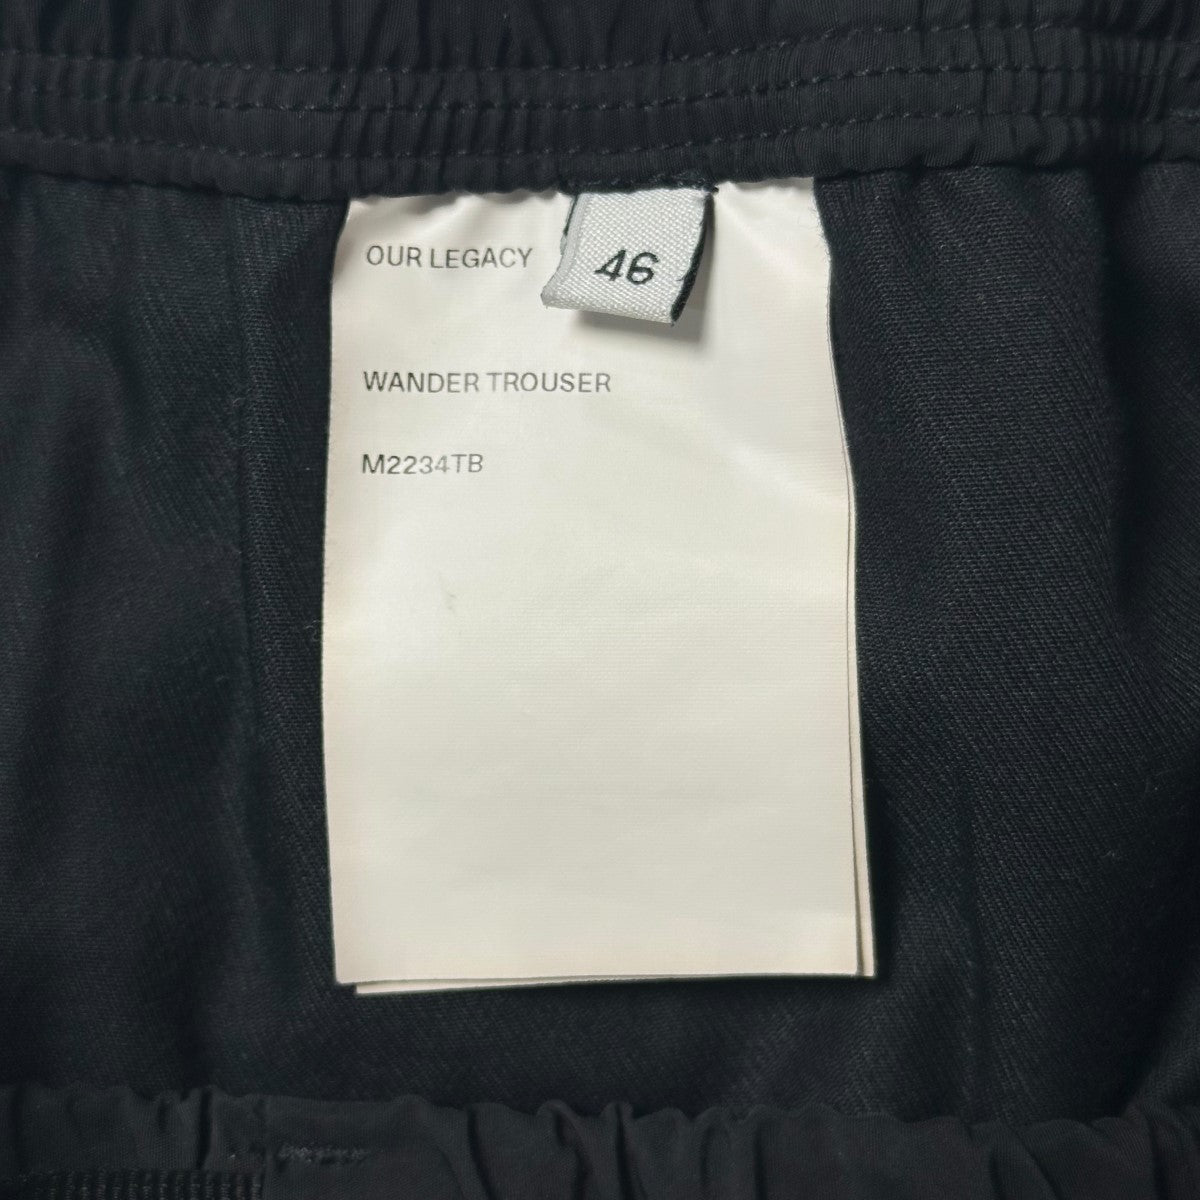 OUR LEGACY
46
WANDER TROUSER
M2234TB